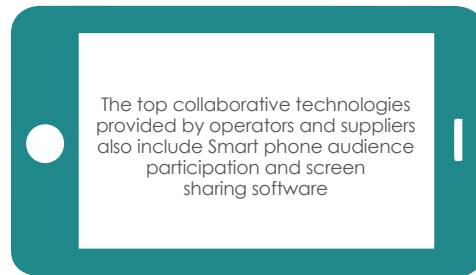 The top collaborative technologies
provided by operators and suppliers
also include Smart phone audience
participation and screen
sharing software